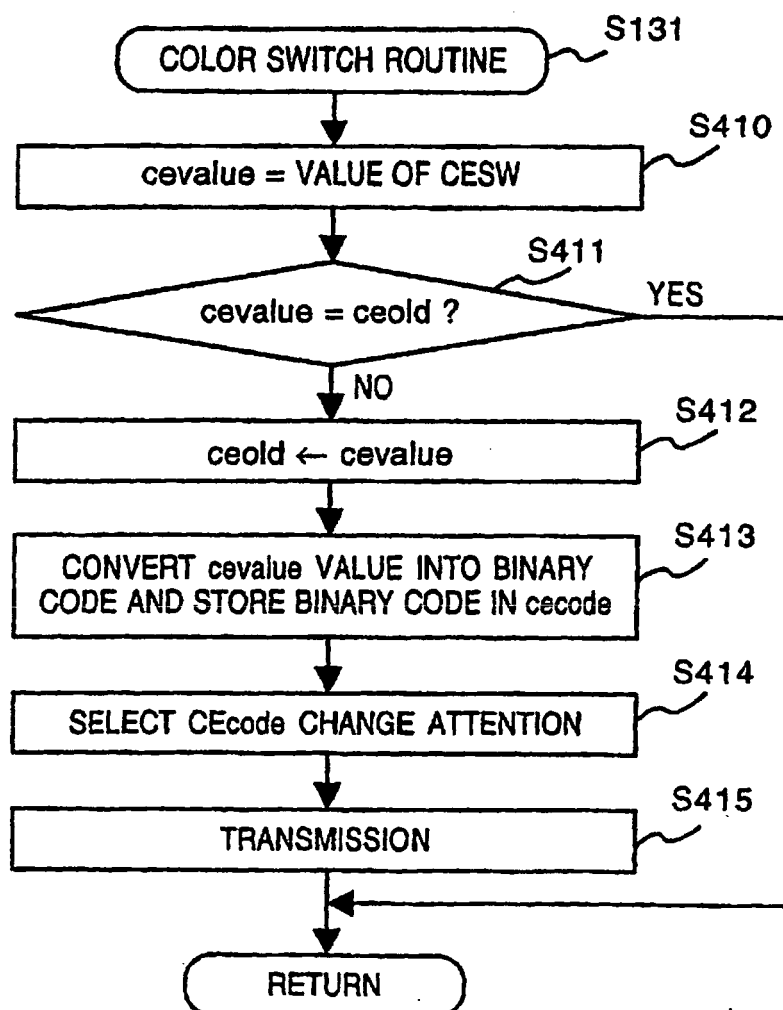 COLOR SWITCH ROUTINE
S131
S410
cevalue = VALUE OF CESW
S411
cevalue = ceold ?
YES
NO
S412
ceold ← cevalue
S413
CONVERT cevalue VALUE INTO BINARY
CODE AND STORE BINARY CODE IN cecode
S414
SELECT CEcode CHANGE ATTENTION
S415
TRANSMISSION
RETURN